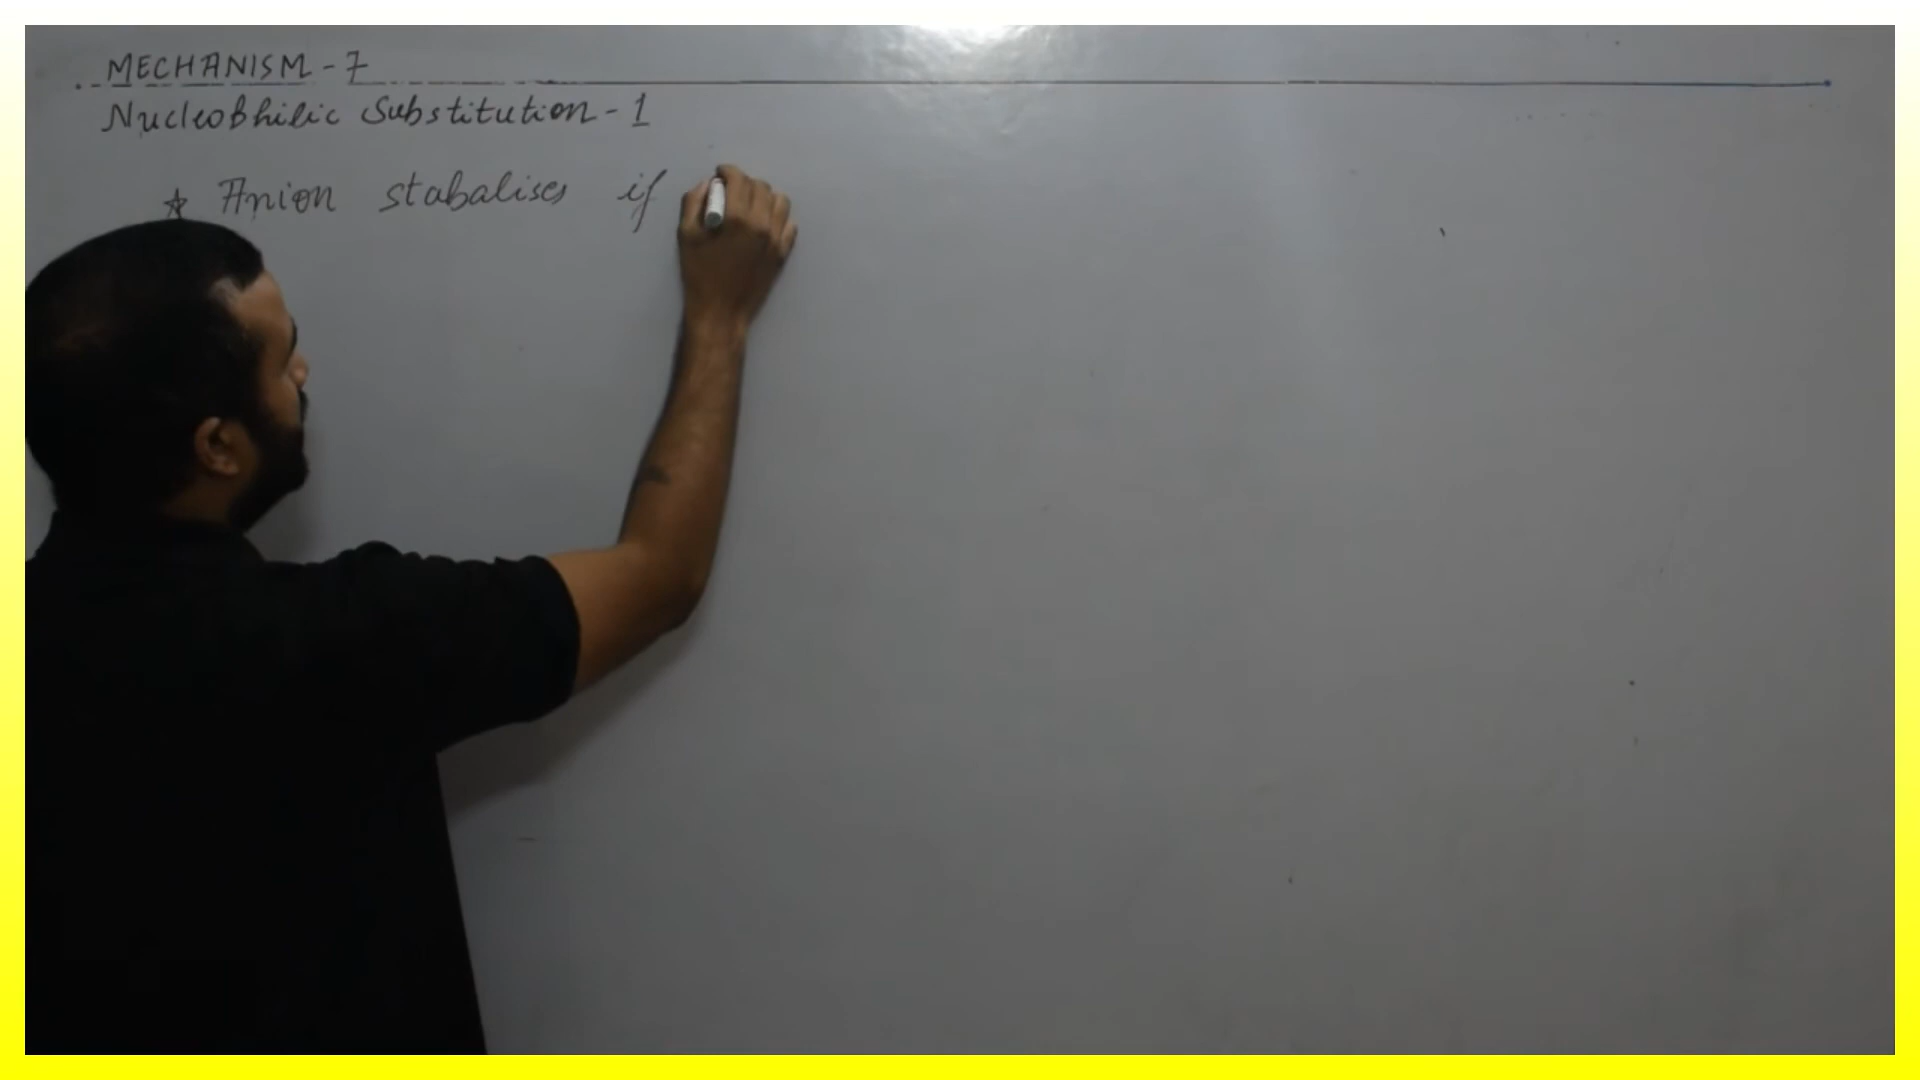 MECHANISM - 7
Nucleophilic Substitution - 1
☆ Anion stabalises if